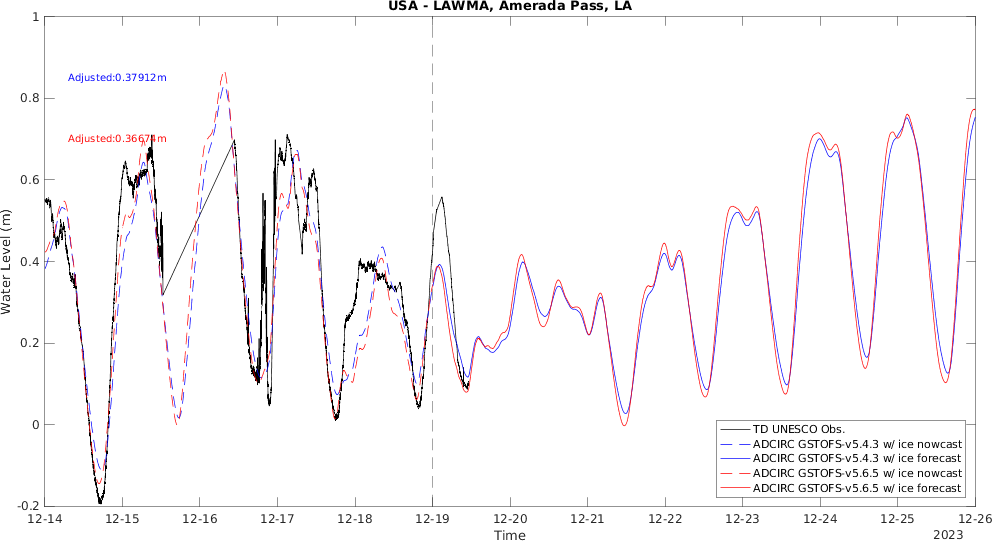 USA - LAWMA, Amerada Pass, LA
1
0.8
0.6
0.4
0.2
0
-0.2
Water Level (m)
Adjusted:0.37912m
Adjusted:0.36674m
TD UNESCO Obs.
ADCIRC GSTOFS-v5.4.3 w/ ice nowcast
ADCIRC GSTOFS-v5.4.3 w/ ice forecast
ADCIRC GSTOFS-v5.6.5 w/ ice nowcast
ADCIRC GSTOFS-v5.6.5 w/ ice forecast
12-14 12-15 12-16 12-17 12-18 12-19 12-20 12-21 12-22 12-23 12-24 12-25 12-26
Time
2023